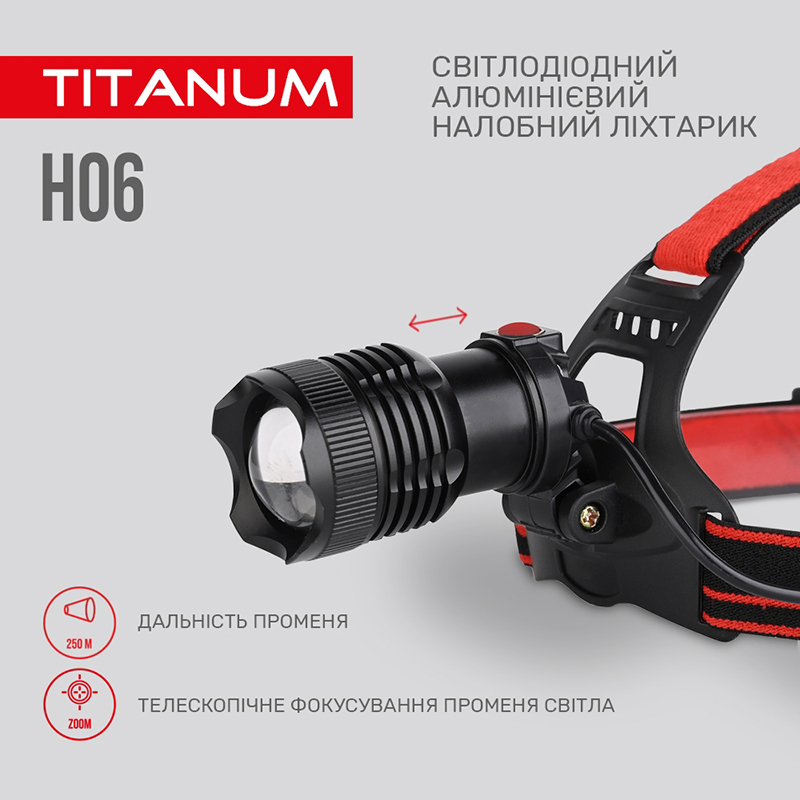 TITANUM
СВІТЛОДІОДНИЙ
АЛЮМІНІЄВИЙ
НАЛОБНИЙ ЛІХТАРИК
H06
250 М
ДАЛЬНІСТЬ ПРОМЕНЯ
ZOOM
ТЕЛЕСКОПІЧНЕ ФОКУСУВАННЯ ПРОМЕНЯ СВІТЛА